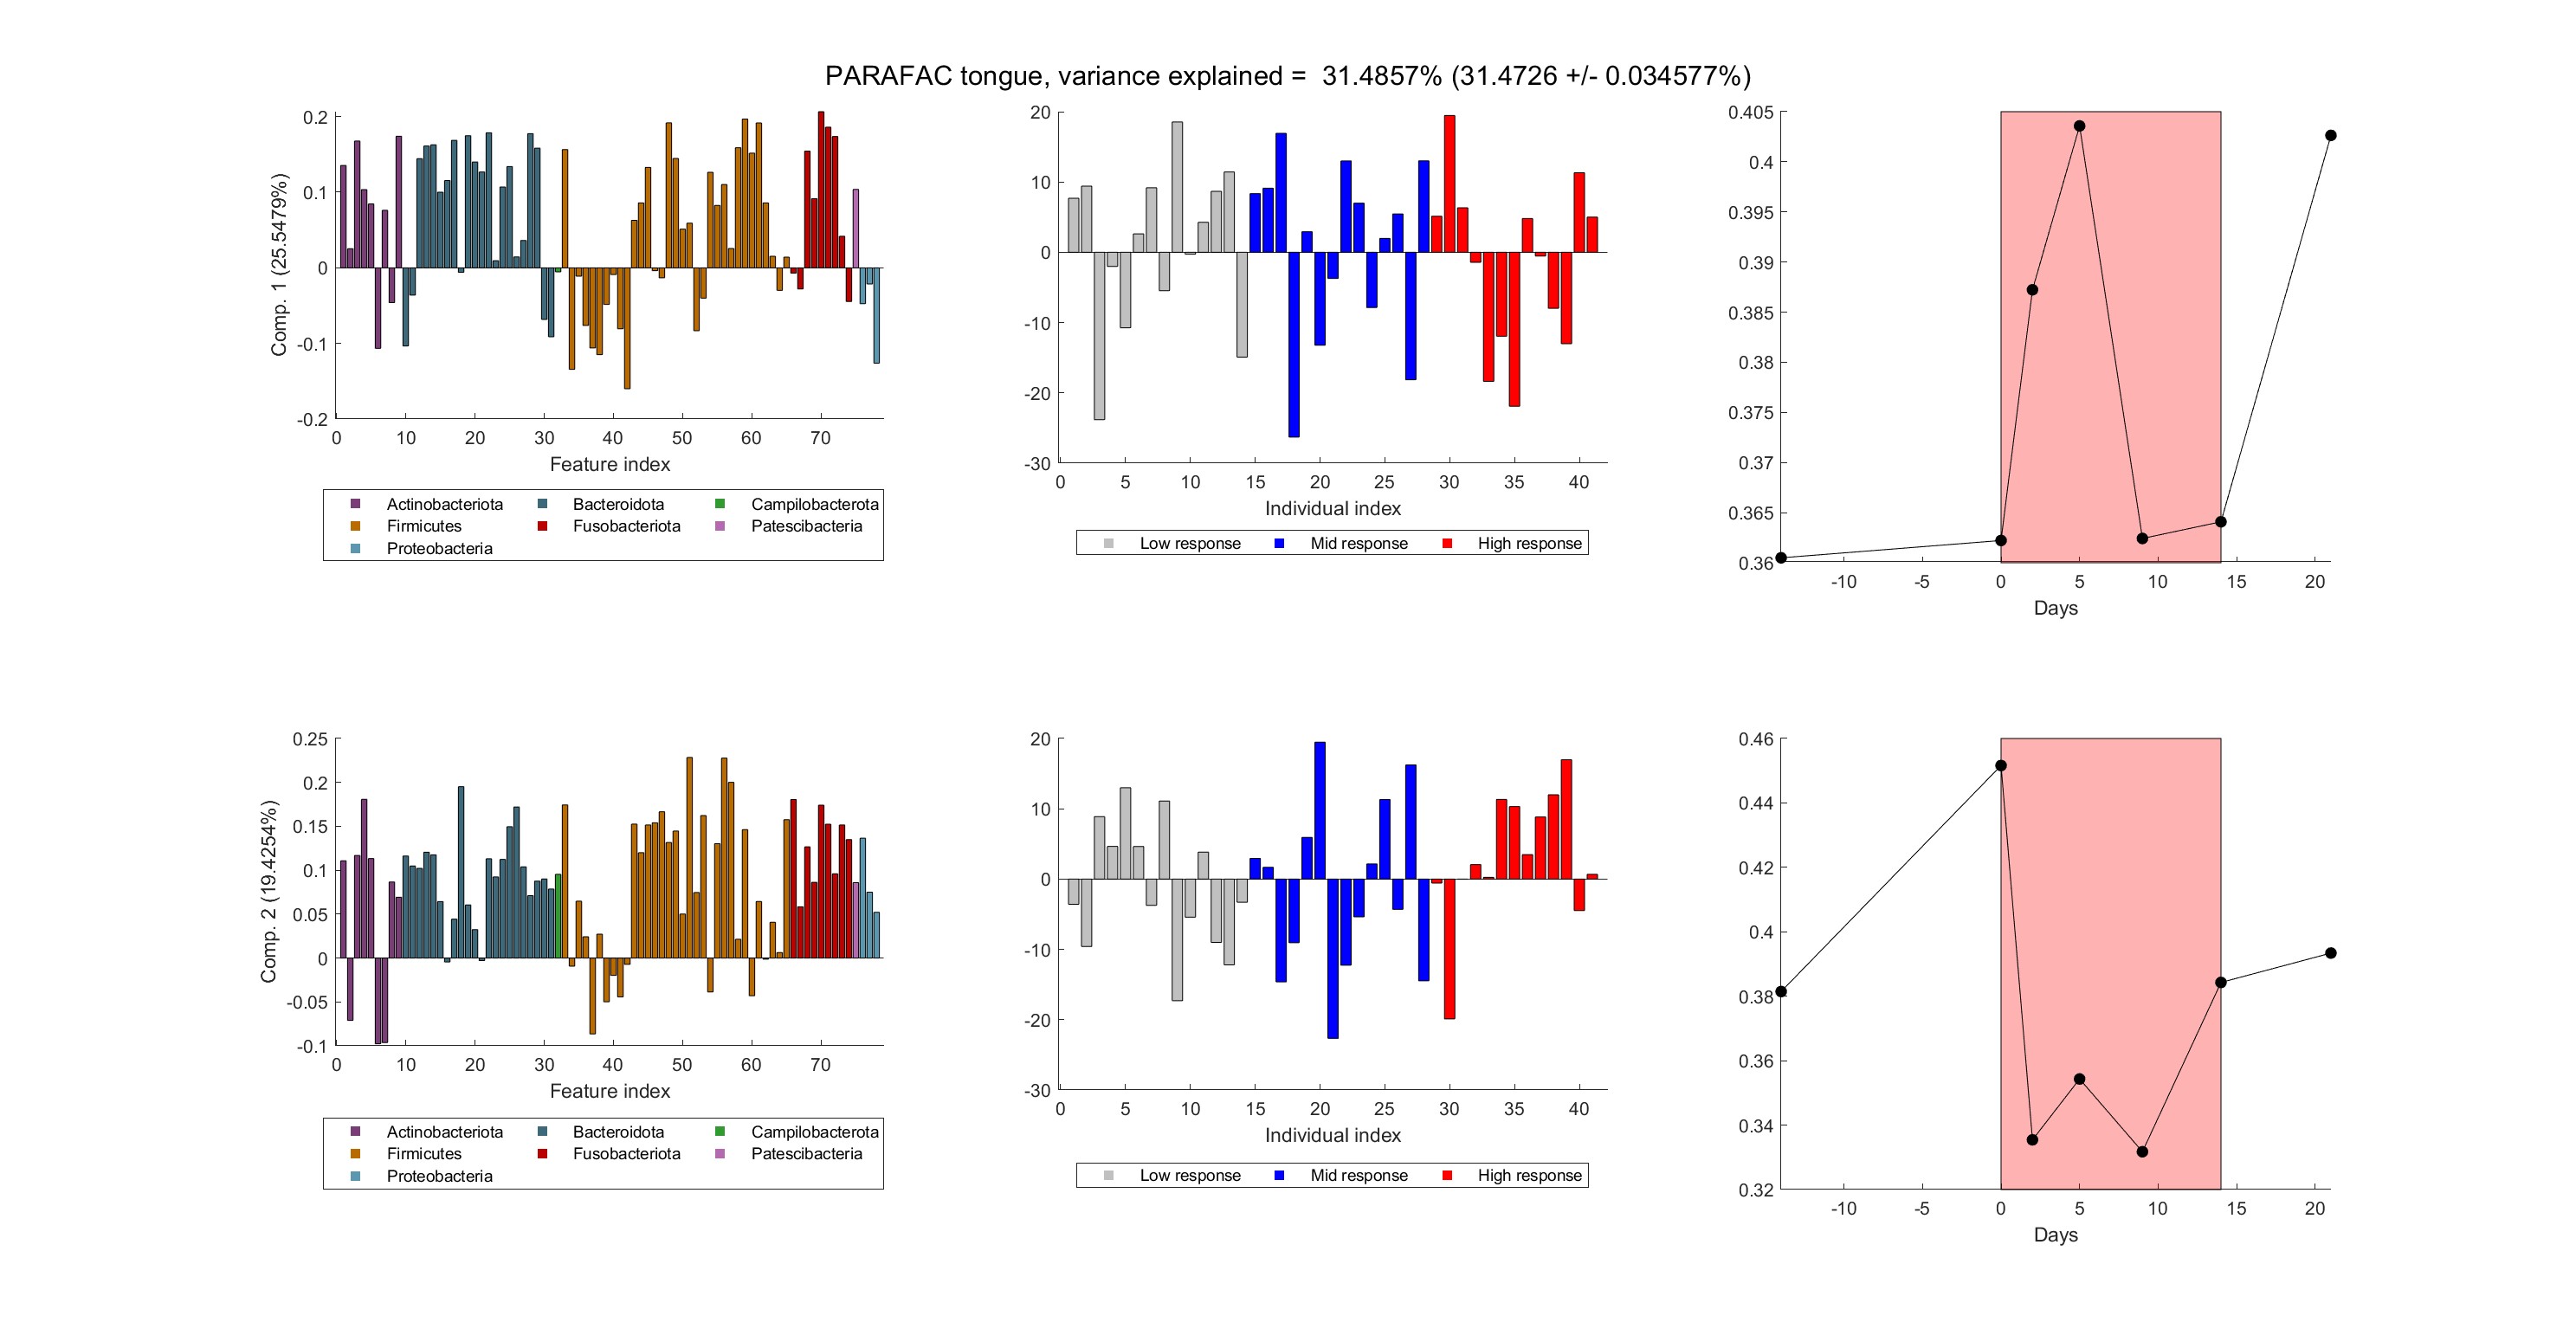 PARAFAC tongue, variance explained =  31.4857% (31.4726 +/- 0.034577%)
Comp. 1 (25.5479%)
0.2
0.1
0
-0.1
-0.2
0 10 20 30 40 50 60 70
Feature index
Actinobacteriota Bacteroidota Campilobacterota
Firmicutes Fusobacteriota Patescibacteria
Proteobacteria
20
10
0
-10
-20
-30
0 5 10 15 20 25 30 35 40
Individual index
Low response Mid response High response
0.405
0.4
0.395
0.39
0.385
0.38
0.375
0.37
0.365
0.36
-10 -5 0 5 10 15 20
Days
Comp. 2 (19.4254%)
0.25
0.2
0.15
0.1
0.05
0
-0.05
-0.1
0 10 20 30 40 50 60 70
Feature index
Actinobacteriota Bacteroidota Campilobacterota
Firmicutes Fusobacteriota Patescibacteria
Proteobacteria
20
10
0
-10
-20
-30
0 5 10 15 20 25 30 35 40
Individual index
Low response Mid response High response
0.46
0.44
0.42
0.4
0.38
0.36
0.34
0.32
-10 -5 0 5 10 15 20
Days